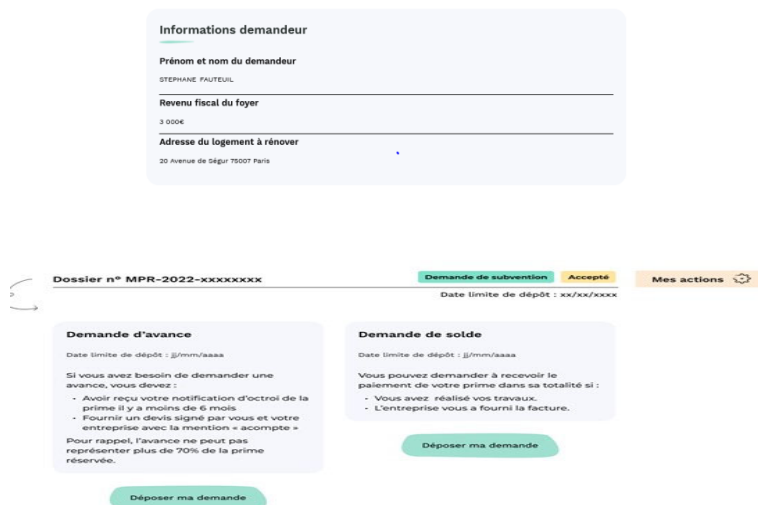 Informations demandeur
Prénom et nom du demandeur
STEPHANE FAUTEUIL
Revenu fiscal du foyer
3 000€
Adresse du logement à rénover
20 Avenue de Ségur 75007 Paris
Dossier n° MPR-2022-xxxxxxxx
Demande de subvention
Accepté
Mes actions
Date limite de dépôt : xx/xx/xxxx
Demande d'avance
Date limite de dépôt : jj/mm/aaaa
Si vous avez besoin de demander une
avance, vous devez :
- Avoir reçu votre notification d'octroi de la
prime il y a moins de 6 mois
- Fournir un devis signé par vous et votre
entreprise avec la mention « acompte »
Pour rappel, l'avance ne peut pas
représenter plus de 70% de la prime
réservée.
Déposer ma demande
Demande de solde
Date limite de dépôt : jj/mm/aaaa
Vous pouvez demander à recevoir le
paiement de votre prime dans sa totalité si :
- Vous avez réalisé vos travaux.
- L'entreprise vous a fourni la facture.
Déposer ma demande